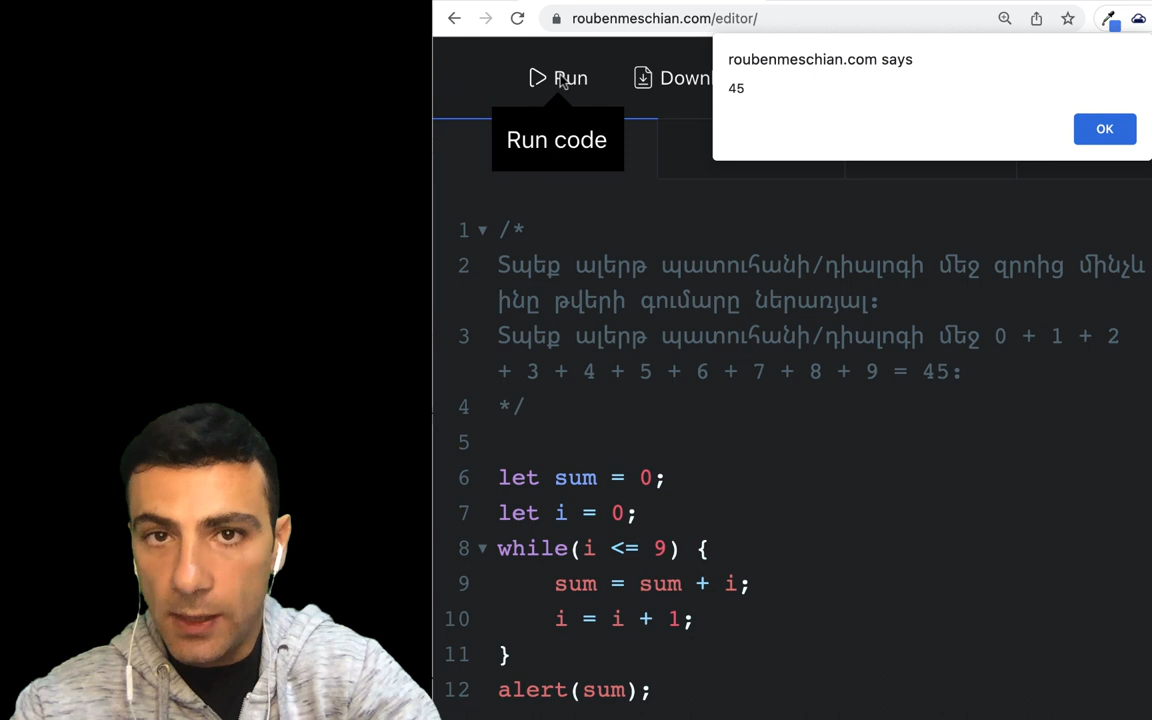 roubenmeschian.com/editor/
roubenmeschian.com says
45
OK
Run
Downl
Run code
1 /*
2 Տպեք ալերթ պատուհանի/դիալոգի մեջ զրոից մինչև
ինը թվերի գումարը ներառյալ:
3 Տպեք ալերթ պատուհանի/դիալոգի մեջ 0 + 1 + 2
+ 3 + 4 + 5 + 6 + 7 + 8 + 9 = 45:
4 */
5
6 let sum = 0;
7 let i = 0;
8 while(i <= 9) {
9 sum = sum + i;
10 i = i + 1;
11 }
12 alert(sum);